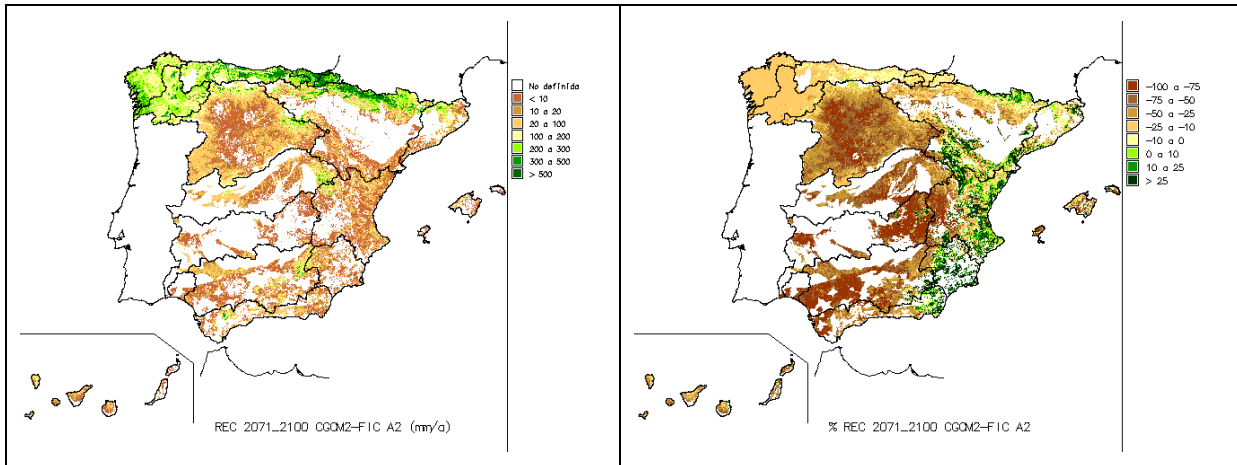 No definida
< 10
10 a 20
20 a 100
100 a 200
200 a 300
300 a 500
> 500
REC 2071_2100 CGCM2-FIC A2 (mm/a)
-100 a -75
-75 a -50
-50 a -25
-25 a -10
-10 a 0
0 a 10
10 a 25
> 25
% REC 2071_2100 CGCM2-FIC A2